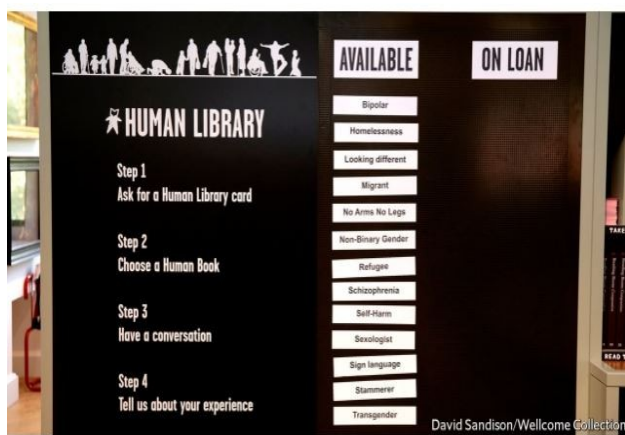 HUMAN LIBRARY
Step 1
Ask for a Human Library card
Step 2
Choose a Human Book
Step 3
Have a conversation
Step 4
Tell us about your experience
AVAILABLE
Bipolar
Homelessness
Looking different
Migrant
No Arms No Legs
Non-Binary Gender
Refugee
Schizophrenia
Self-Harm
Sexologist
Sign language
Stammerer
Transgender
ON LOAN
TAKE
READ T
David Sandison/Wellcome Collection